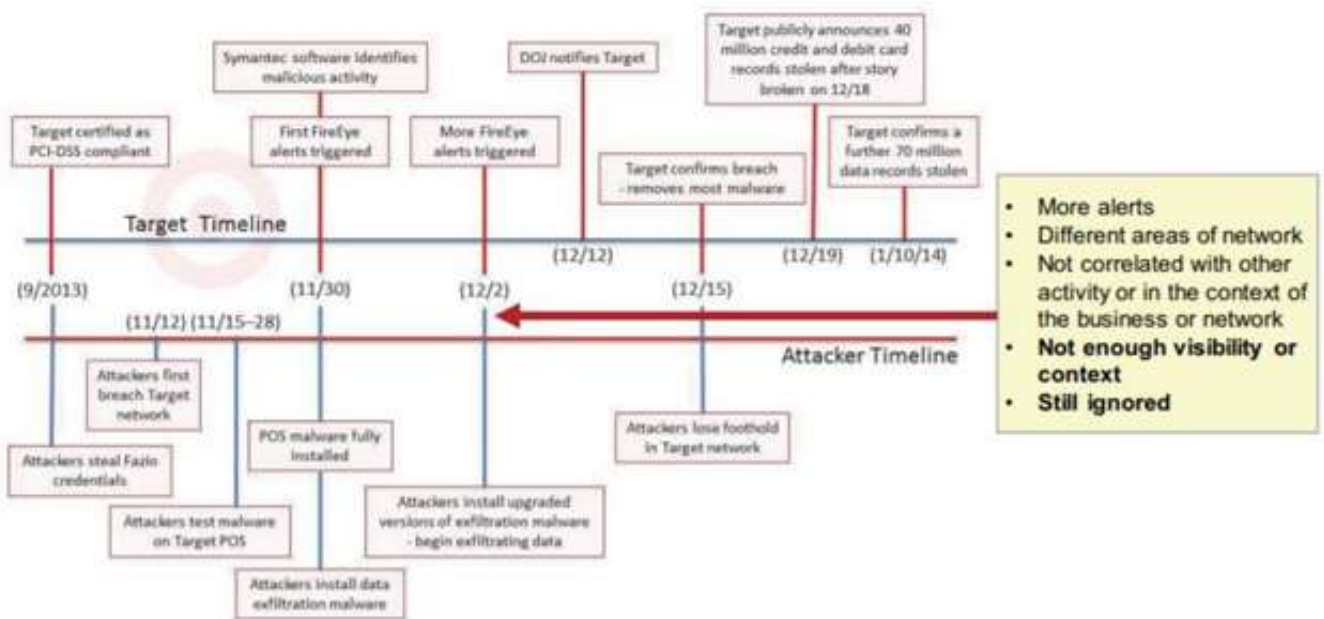 Target publicly announces 40
million credit and debit card
records stolen after story
broken on 12/18
Symantec software identifies
malicious activity
DOJ notifies Target
Target certified as
PCI-DSS compliant
First FireEye
alerts triggered
More FireEye
alerts triggered
Target confirms breach
- removes most malware
Target confirms a
further 70 million
data records stolen
Target Timeline
(12/12)
(12/19)
(1/10/14)
(9/2013)
(11/30)
(12/2)
(12/15)
(11/12)
(11/15–28)
Attacker Timeline
Attackers first
breach Target
network
Attackers steal Fazio
credentials
Attackers test malware
on Target POS
POS malware fully
installed
Attackers install data
exfiltration malware
Attackers install upgraded
versions of exfiltration malware
- begin exfiltrating data
Attackers lose foothold
in Target network
• More alerts
• Different areas of network
• Not correlated with other
activity or in the context of
the business or network
• Not enough visibility or
context
• Still ignored